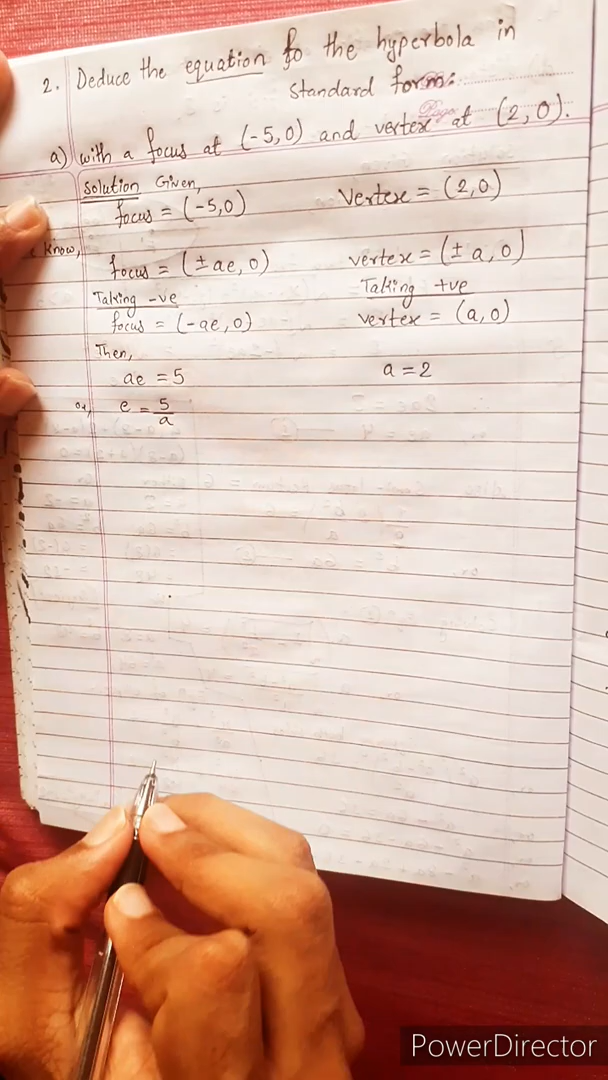 2. Deduce the equation fo the hyperbola in
standard form:
a) with a focus at (-5,0) and vertex at (2,0).
Solution Given,
focus = (-5,0) Vertex = (2,0)
know,
focus = (±ae, 0) vertex = (±a, 0)
Taking -ve Taking +ve
focus = (-ae, 0) vertex = (a, 0)
Then,
ae = 5 a = 2
or, e = 5/a
PowerDirector